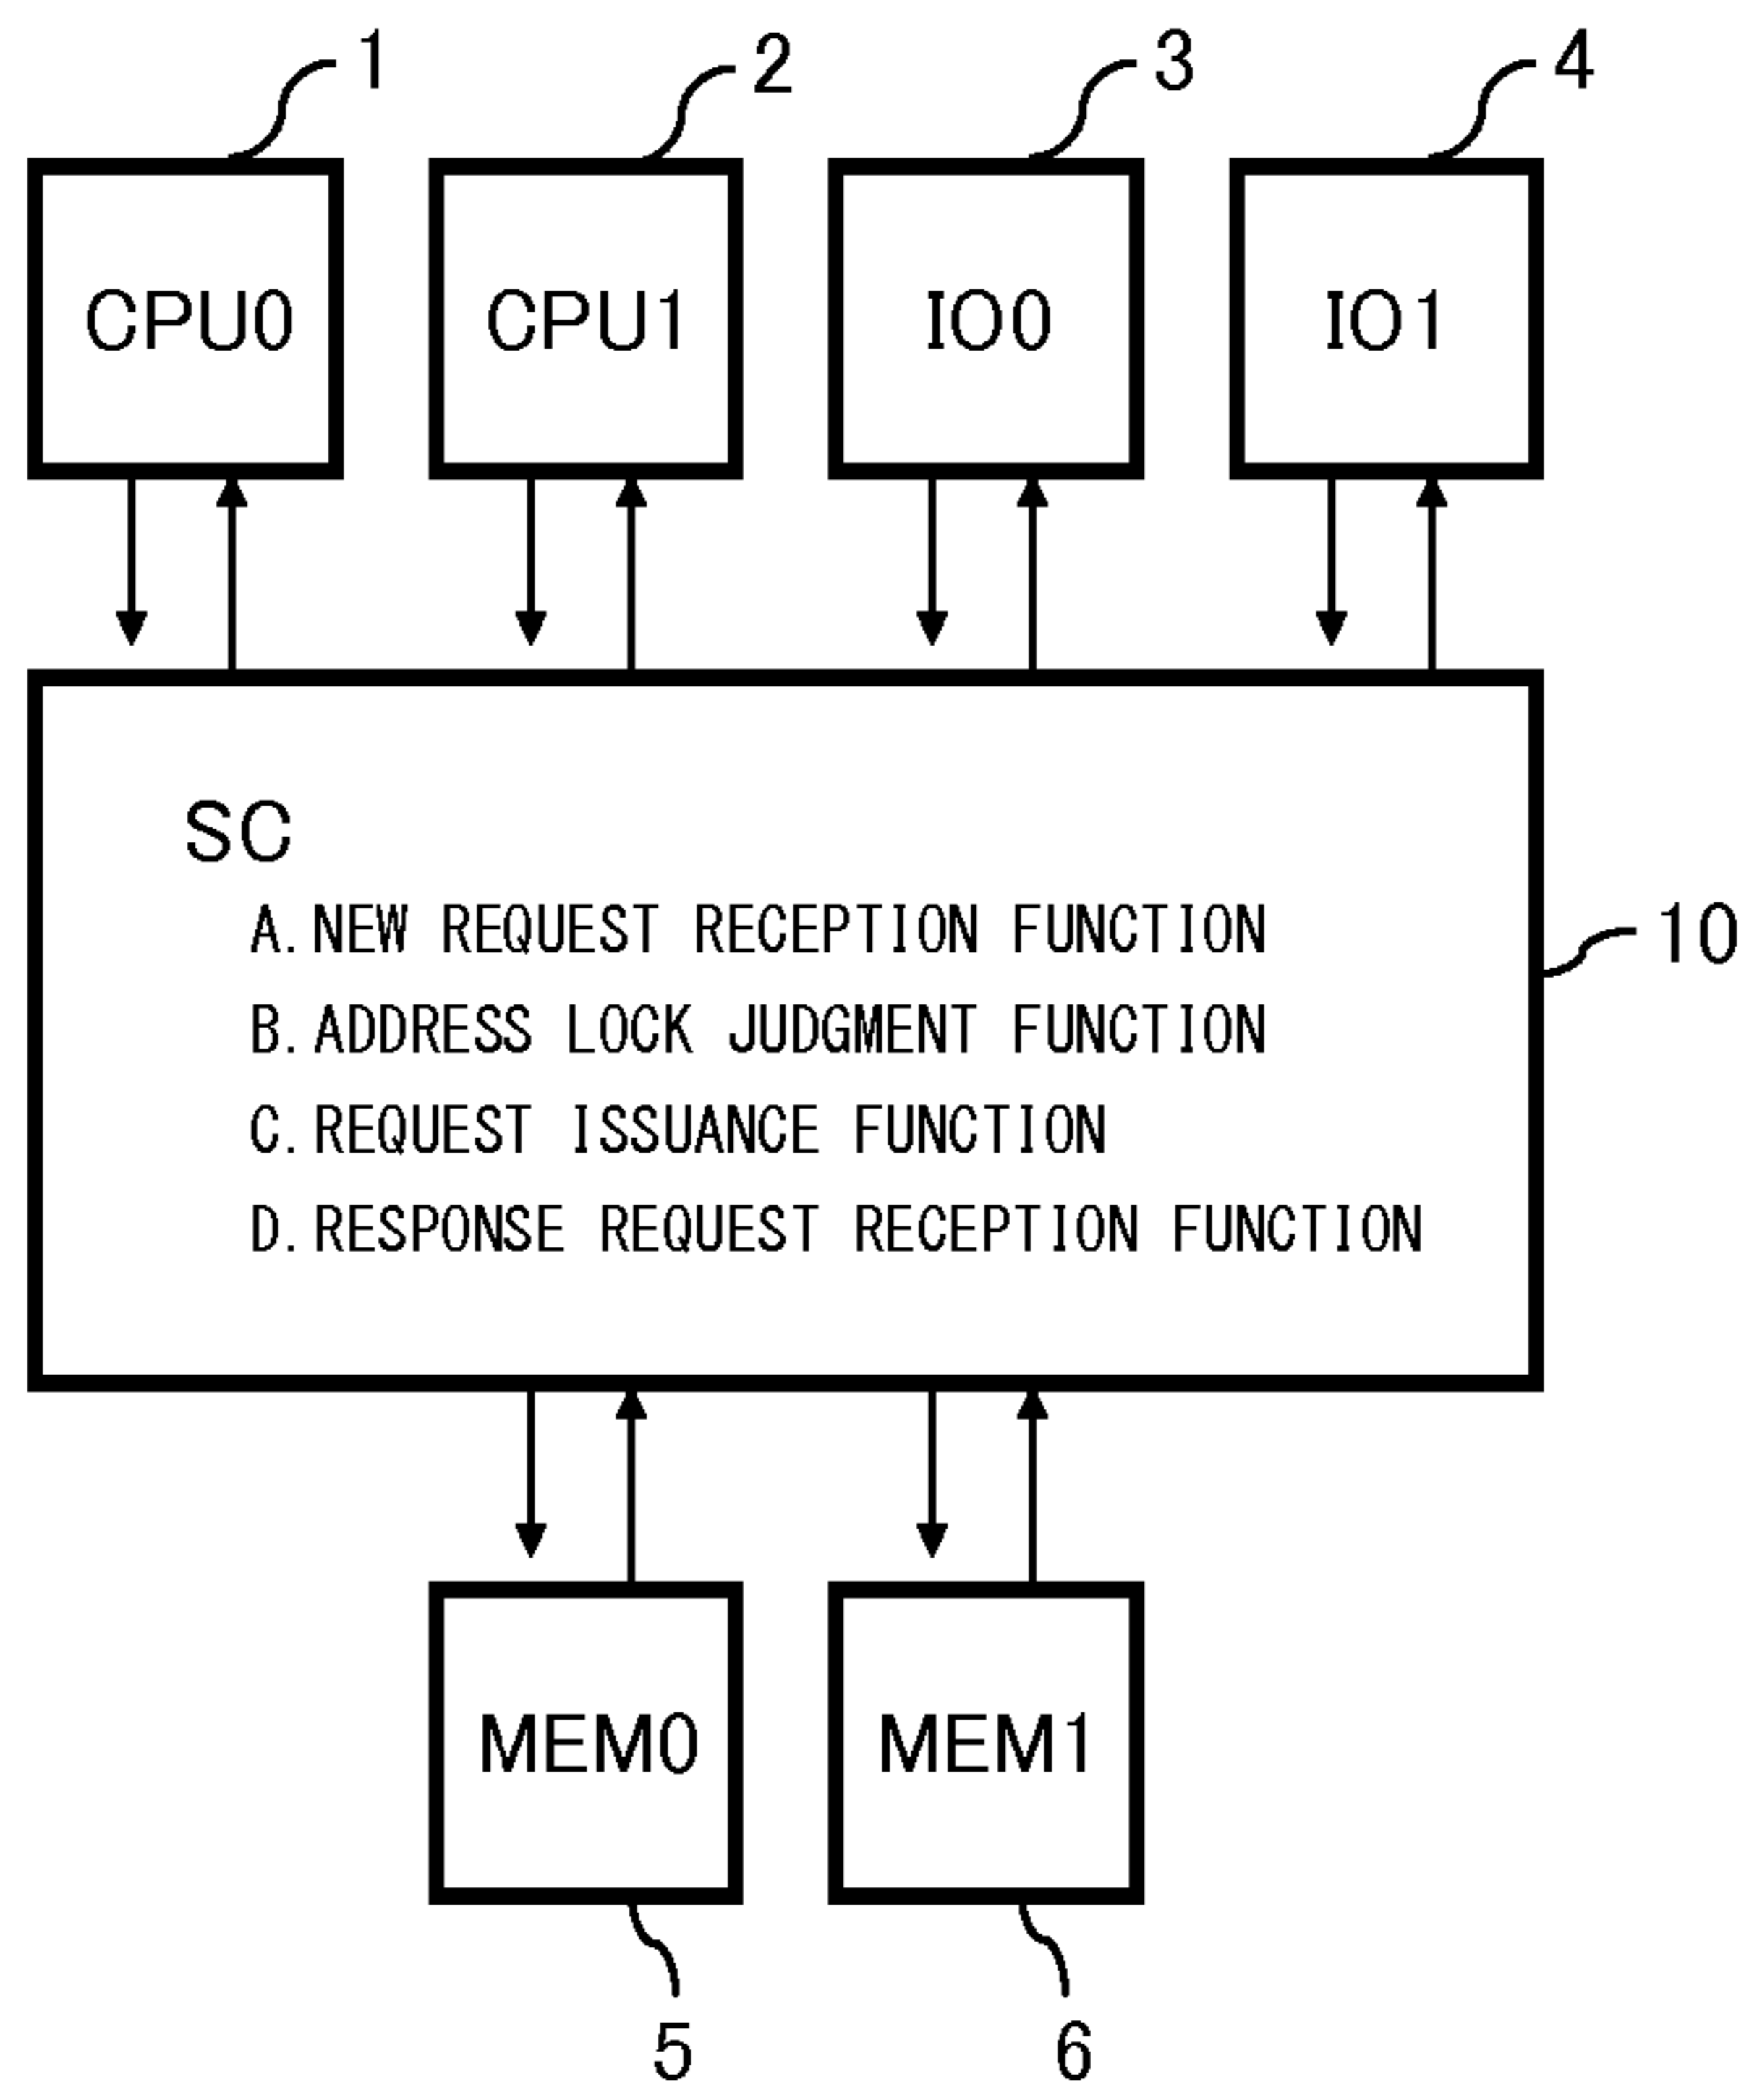 1 2 3 4
CPU0 CPU1 IO0 IO1
SC
A. NEW REQUEST RECEPTION FUNCTION
10
B. ADDRESS LOCK JUDGMENT FUNCTION
C. REQUEST ISSUANCE FUNCTION
D. RESPONSE REQUEST RECEPTION FUNCTION
MEM0 MEM1
5 6